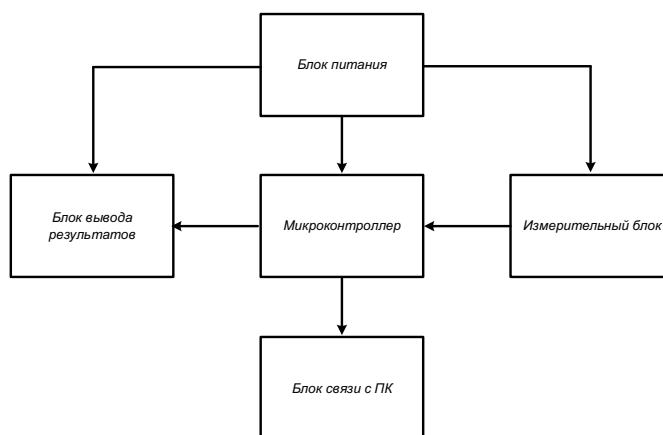 Блок питания
Блок вывода
результатов
Микроконтроллер
Измерительный блок
Блок связи с ПК